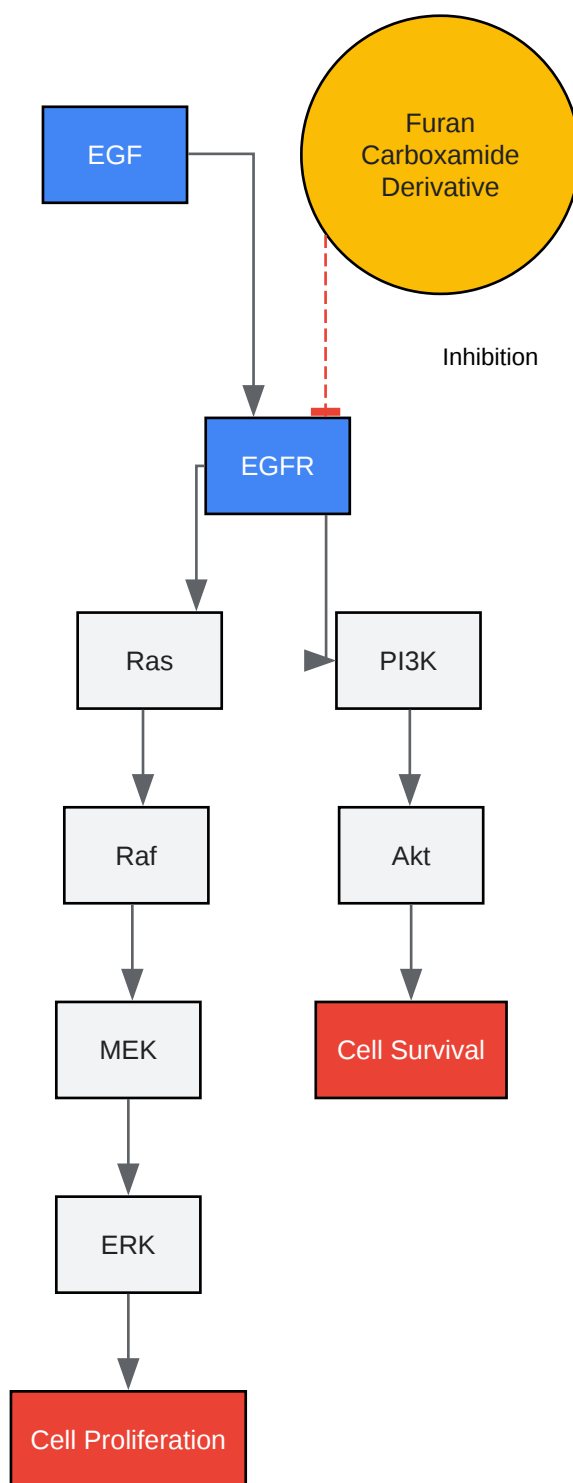 EGF
Furan
Carboxamide
Derivative
Inhibition
EGFR
Ras
PI3K
Raf
Akt
MEK
Cell Survival
ERK
Cell Proliferation